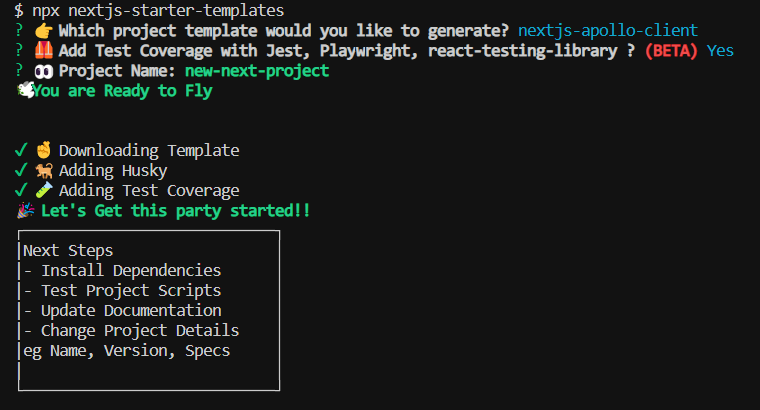 $ npx nextjs-starter-templates
? 👉 Which project template would you like to generate? nextjs-apollo-client
? 🦺 Add Test Coverage with Jest, Playwright, react-testing-library ? (BETA) Yes
? 👀 Project Name: new-next-project
🕊You are Ready to Fly
✓ 🤞 Downloading Template
✓ 🐕 Adding Husky
✓ 🧪 Adding Test Coverage
🎉 Let's Get this party started!!
Next Steps
- Install Dependencies
- Test Project Scripts
- Update Documentation
- Change Project Details
eg Name, Version, Specs